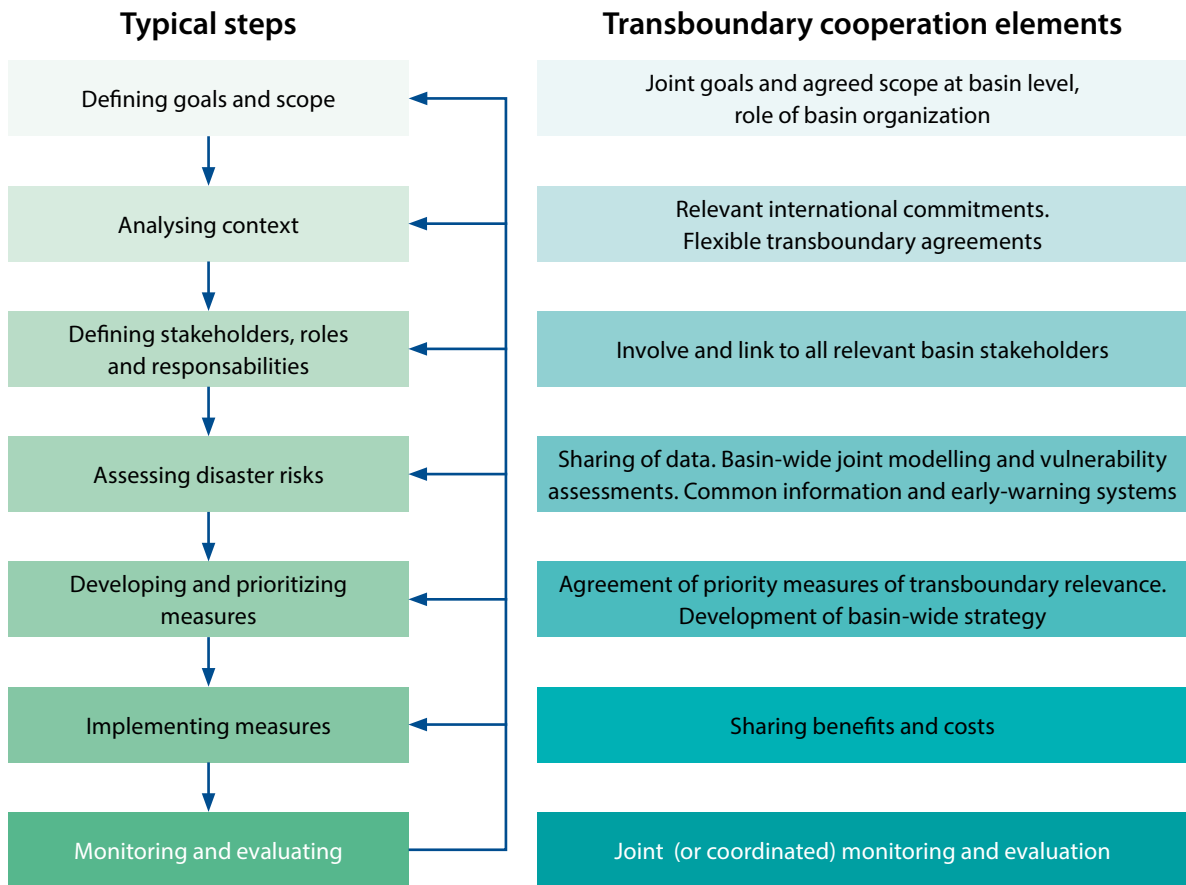 Typical steps
Transboundary cooperation elements
Defining goals and scope
Joint goals and agreed scope at basin level,
role of basin organization
Analysing context
Relevant international commitments.
Flexible transboundary agreements
Defining stakeholders, roles
and responsabilities
Involve and link to all relevant basin stakeholders
Assessing disaster risks
Sharing of data. Basin-wide joint modelling and vulnerability
assessments. Common information and early-warning systems
Developing and prioritizing
measures
Agreement of priority measures of transboundary relevance.
Development of basin-wide strategy
Implementing measures
Sharing benefits and costs
Monitoring and evaluating
Joint (or coordinated) monitoring and evaluation